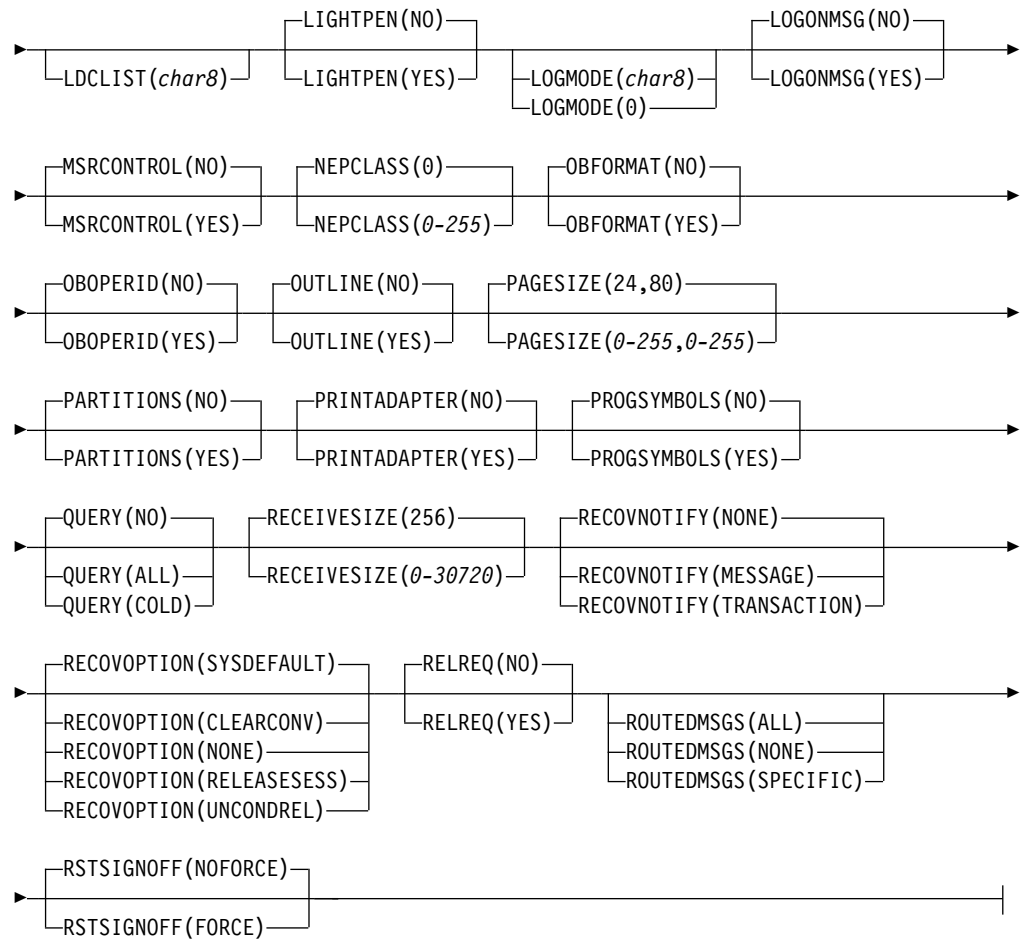 LIGHTPEN(NO) LOGONMSG(NO)
LDCLIST(char8) LIGHTPEN(YES) LOGMODE(char8) LOGONMSG(YES)
LOGMODE(0)
MSRCONTROL(NO) NEPCLASS(0) OBFORMAT(NO)
MSRCONTROL(YES) NEPCLASS(0-255) OBFORMAT(YES)
OBOPERID(NO) OUTLINE(NO) PAGESIZE(24,80)
OBOPERID(YES) OUTLINE(YES) PAGESIZE(0-255,0-255)
PARTITIONS(NO) PRINTADAPTER(NO) PROGSYMBOLS(NO)
PARTITIONS(YES) PRINTADAPTER(YES) PROGSYMBOLS(YES)
QUERY(NO) RECEIVESIZE(256) RECOVNOTIFY(NONE)
QUERY(ALL) RECEIVESIZE(0-30720) RECOVNOTIFY(MESSAGE)
QUERY(COLD) RECOVNOTIFY(TRANSACTION)
RECOVOPTION(SYSDEFAULT) RELREQ(NO)
RECOVOPTION(CLEARCONV) RELREQ(YES) ROUTEDMSGS(ALL)
RECOVOPTION(NONE) ROUTEDMSGS(NONE)
RECOVOPTION(RELEASESESS) ROUTEDMSGS(SPECIFIC)
RECOVOPTION(UNCONDREL)
RSTSIGNOFF(NOFORCE)
RSTSIGNOFF(FORCE)